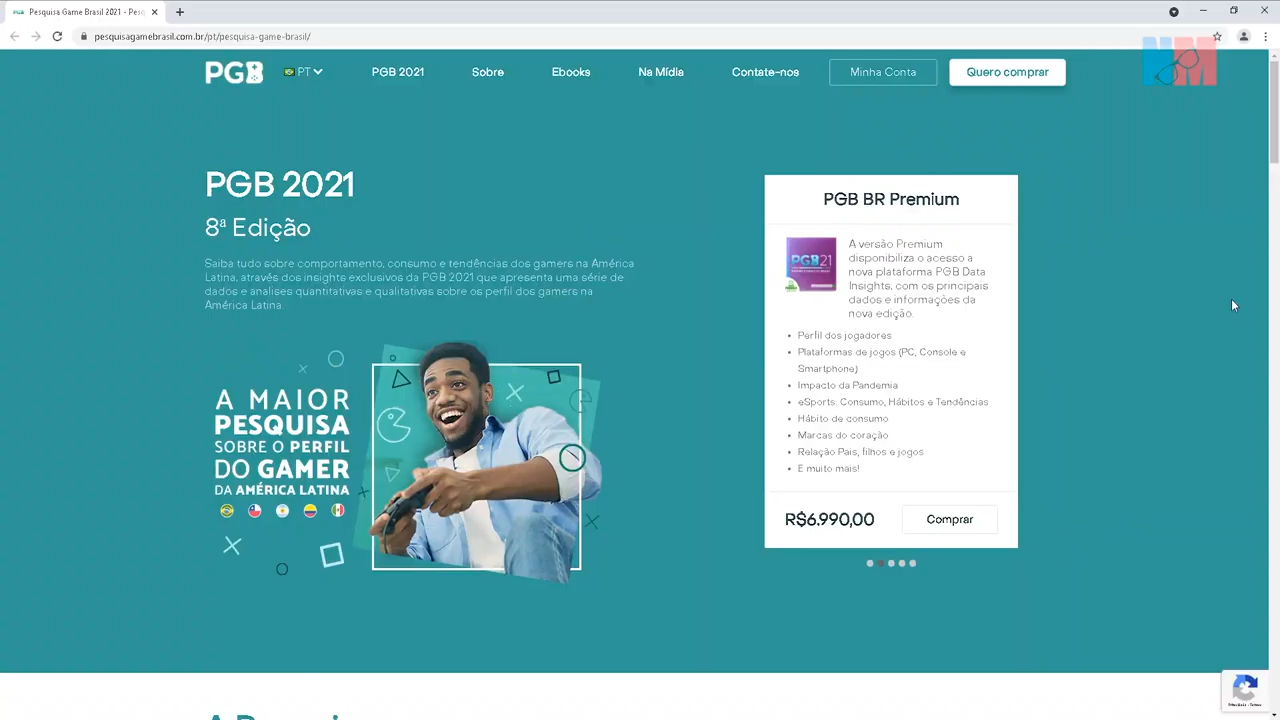 Pesquisa Game Brasil 2021 - Pesq
pesquisagamebrasil.com.br/pt/pesquisa-game-brasil/
NM
PGB
PT
PGB 2021
Sobre
Ebooks
Na Mídia
Contate-nos
Minha Conta
Quero comprar
PGB 2021
8ª Edição
Saiba tudo sobre comportamento, consumo e tendências dos gamers na América
Latina, através dos insights exclusivos da PGB 2021 que apresenta uma série de
dados e analises quantitativas e qualitativas sobre os perfil dos gamers na
América Latina.
A MAIOR
PESQUISA
SOBRE O PERFIL
DO GAMER
DA AMÉRICA LATINA
PGB BR Premium
PGB21
A versão Premium
disponibiliza o acesso a
nova plataforma PGB Data
Insights, com os principais
dados e informações da
nova edição.
Perfil dos jogadores
Plataformas de jogos (PC, Console e
Smartphone)
Impacto da Pandemia
eSports: Consumo, Hábitos e Tendências
Hábito de consumo
Marcas do coração
Relação Pais, filhos e jogos
E muito mais!
R$6.990,00
Comprar